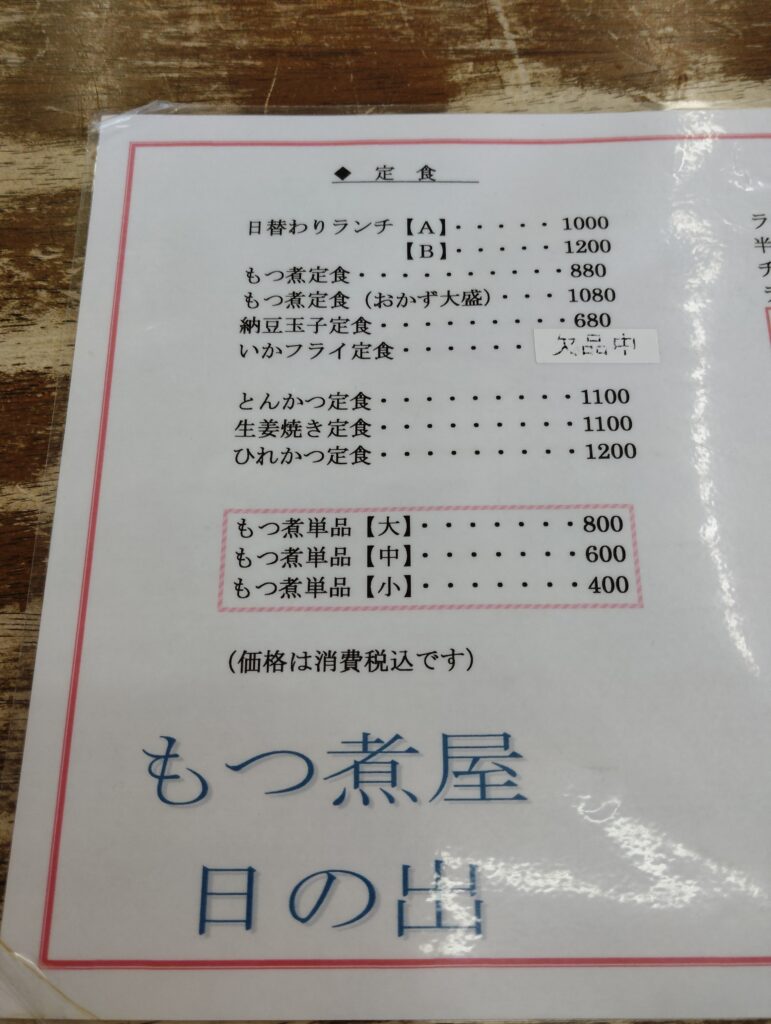 ◆ 定食
日替わりランチ【A】・・・・・1000
【B】・・・・・1200
もつ煮定食・・・・・・・・・・880
もつ煮定食（おかず大盛）・・・1080
納豆玉子定食・・・・・・・・・680
いかフライ定食・・・・・・ 欠品中
とんかつ定食・・・・・・・・・1100
生姜焼き定食・・・・・・・・・1100
ひれかつ定食・・・・・・・・・1200
もつ煮単品【大】・・・・・・・800
もつ煮単品【中】・・・・・・・600
もつ煮単品【小】・・・・・・・400
（価格は消費税込です）
もつ煮屋
日の出
ラ
半
チ